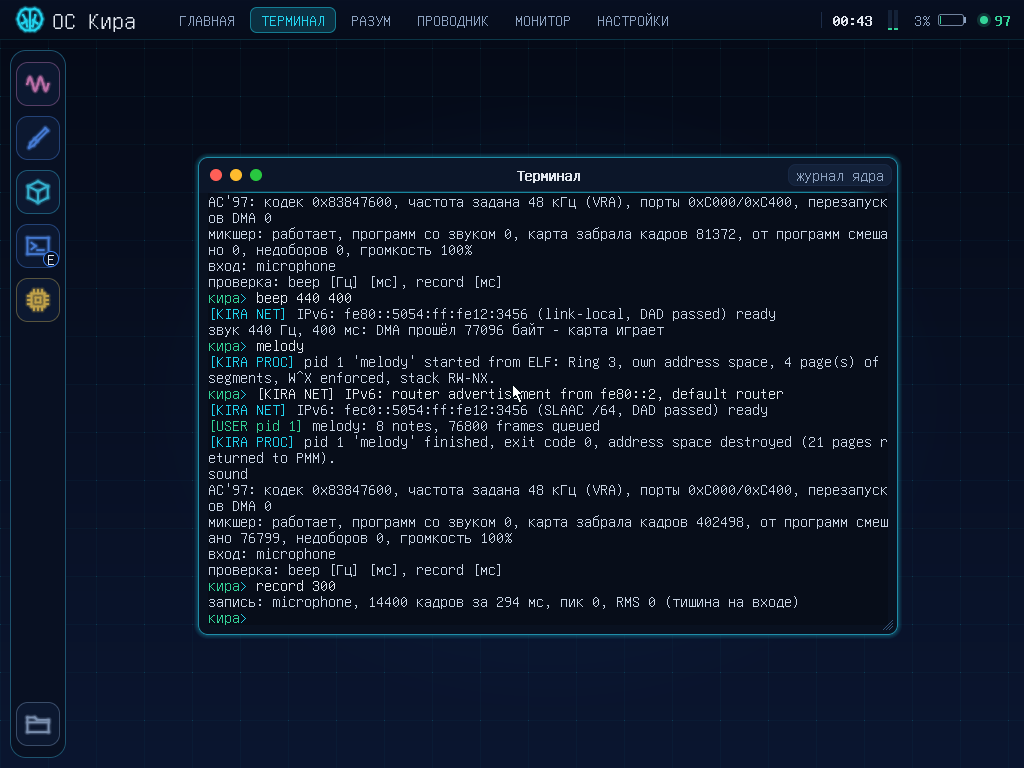 ОС Кира
ГЛАВНАЯ ТЕРМИНАЛ РАЗУМ ПРОВОДНИК МОНИТОР НАСТРОЙКИ
00:43 3% 97
E
Терминал
журнал ядра
AC'97: кодек 0x83847600, частота задана 48 кГц (VRA), порты 0xC000/0xC400, перезапуск
ов DMA 0
микшер: работает, программ со звуком 0, карта забрала кадров 81372, от программ смеша
но 0, недоборов 0, громкость 100%
вход: microphone
проверка: beep [Гц] [мс], record [мс]
кира> beep 440 400
[KIRA NET] IPv6: fe80::5054:ff:fe12:3456 (link-local, DAD passed) ready
звук 440 Гц, 400 мс: DMA прошёл 77096 байт - карта играет
кира> melody
[KIRA PROC] pid 1 'melody' started from ELF: Ring 3, own address space, 4 page(s) of
segments, W^X enforced, stack RW-NX.
кира> [KIRA NET] IPv6: router advertisement from fe80::2, default router
[KIRA NET] IPv6: fec0::5054:ff:fe12:3456 (SLAAC /64, DAD passed) ready
[USER pid 1] melody: 8 notes, 76800 frames queued
[KIRA PROC] pid 1 'melody' finished, exit code 0, address space destroyed (21 pages r
eturned to PMM).
sound
AC'97: кодек 0x83847600, частота задана 48 кГц (VRA), порты 0xC000/0xC400, перезапуск
ов DMA 0
микшер: работает, программ со звуком 0, карта забрала кадров 402498, от программ смеш
ано 76799, недоборов 0, громкость 100%
вход: microphone
проверка: beep [Гц] [мс], record [мс]
кира> record 300
запись: microphone, 14400 кадров за 294 мс, пик 0, RMS 0 (тишина на входе)
кира>